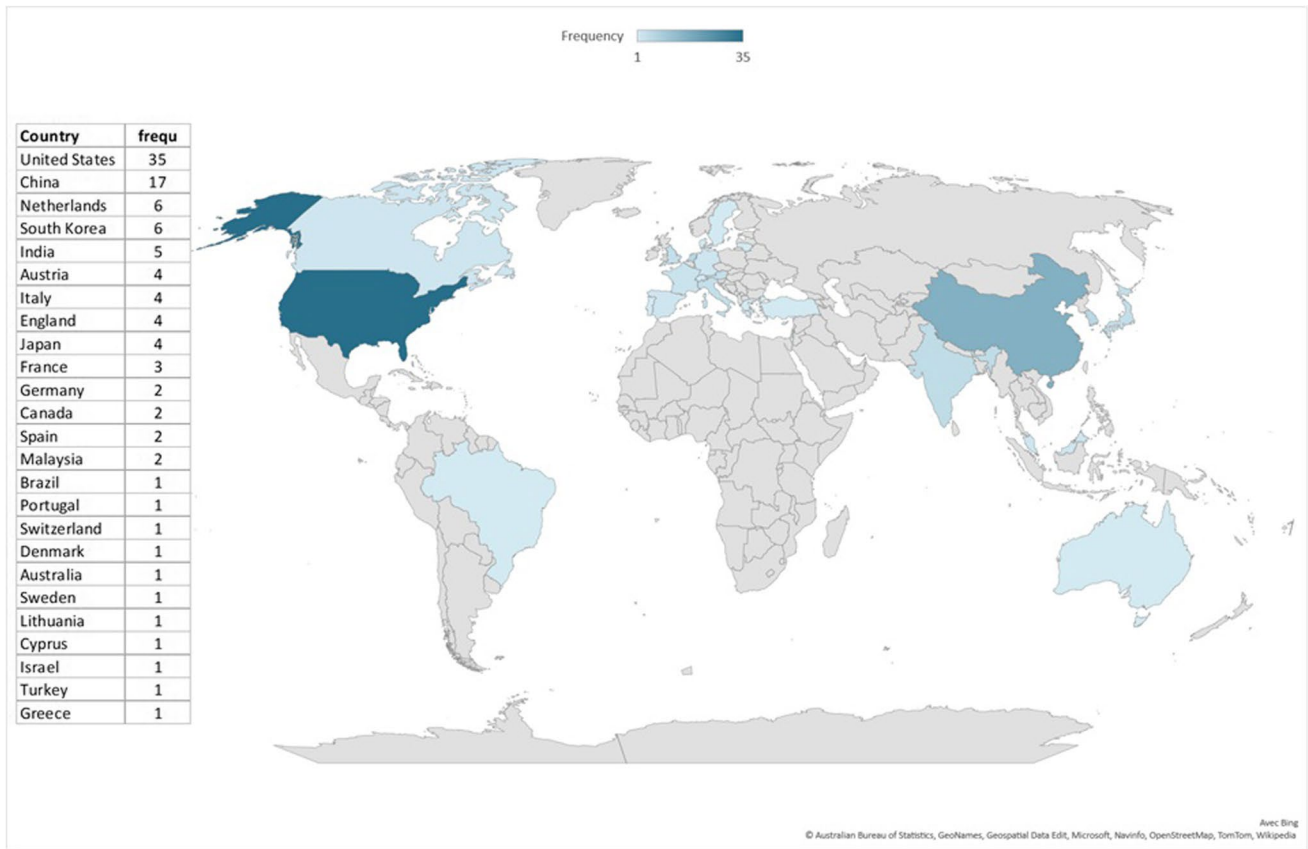 Frequency
1 35
Country frequ
United States 35
China 17
Netherlands 6
South Korea 6
India 5
Austria 4
Italy 4
England 4
Japan 4
France 3
Germany 2
Canada 2
Spain 2
Malaysia 2
Brazil 1
Portugal 1
Switzerland 1
Denmark 1
Australia 1
Sweden 1
Lithuania 1
Cyprus 1
Israel 1
Turkey 1
Greece 1
Avec Bing
© Australian Bureau of Statistics, GeoNames, Geospatial Data Edit, Microsoft, Navinfo, OpenStreetMap, TomTom, Wikipedia